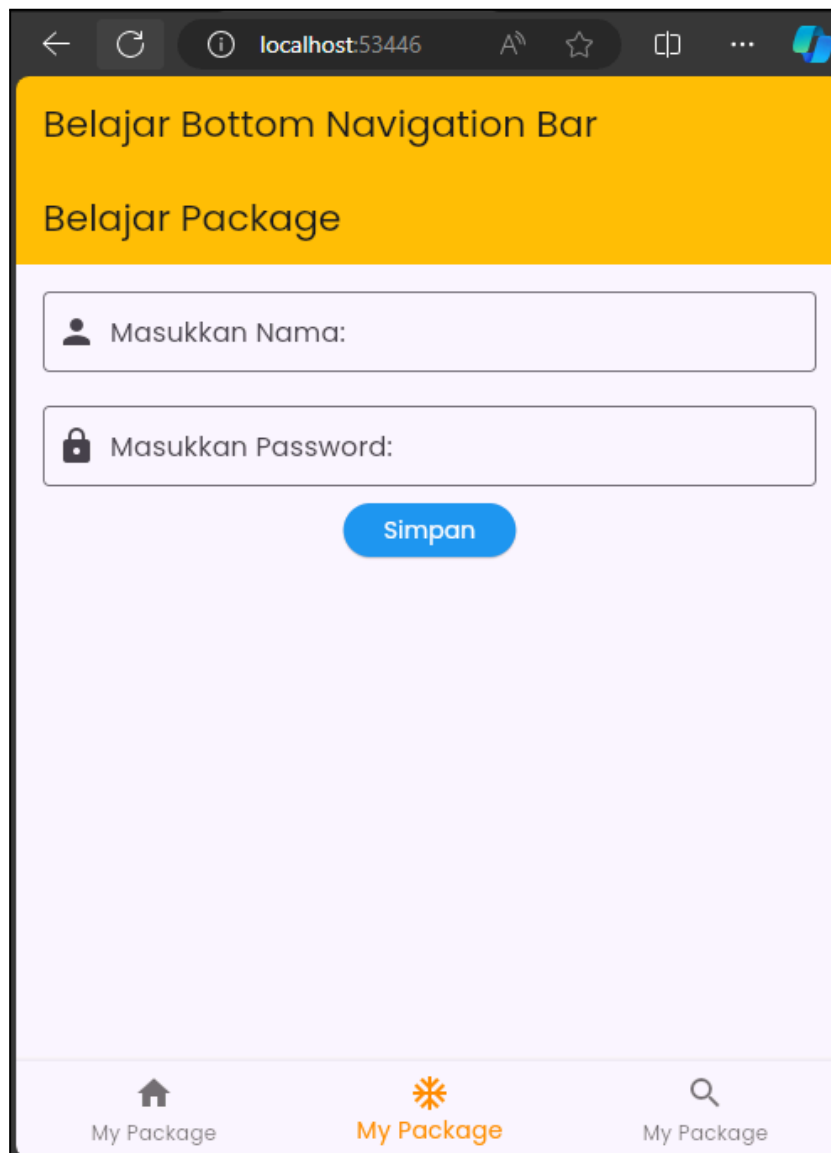 localhost:53446
Belajar Bottom Navigation Bar
Belajar Package
Masukkan Nama:
Masukkan Password:
Simpan
My Package My Package My Package